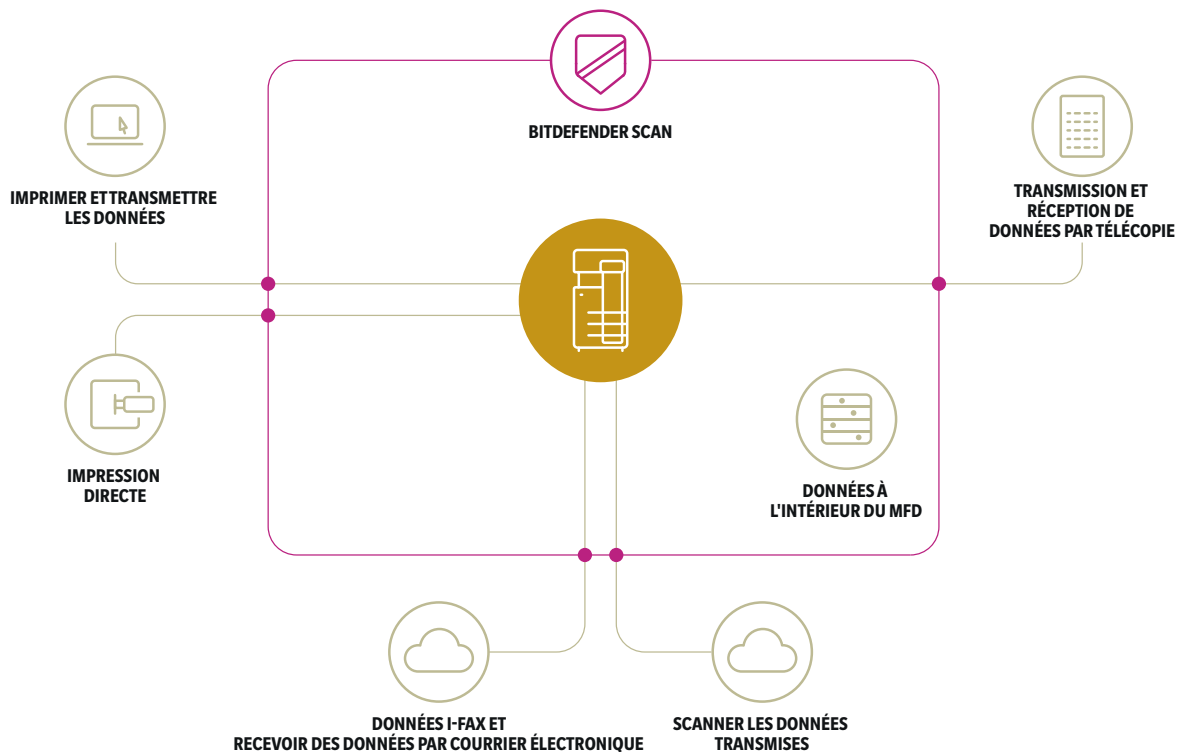 BITDEFENDER SCAN
IMPRIMER ET TRANSMETTRE
LES DONNÉES
TRANSMISSION ET
RÉCEPTION DE
DONNÉES PAR TÉLÉCOPIE
IMPRESSION
DIRECTE
DONNÉES À
L'INTÉRIEUR DU MFD
DONNÉES I-FAX ET
RECEVOIR DES DONNÉES PAR COURRIER ÉLECTRONIQUE
SCANNER LES DONNÉES
TRANSMISES